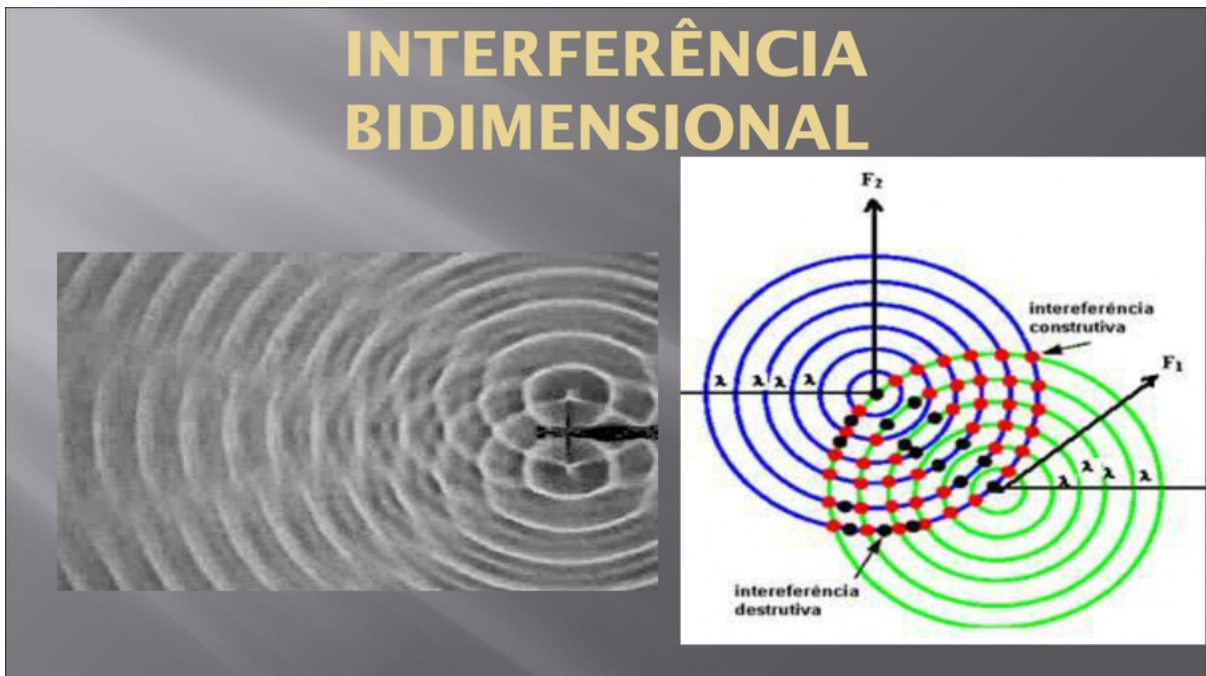 INTERFERÊNCIA
BIDIMENSIONAL
F₂
intereferência
construtiva
F₁
λ λ λ λ
λ λ λ λ
intereferência
destrutiva